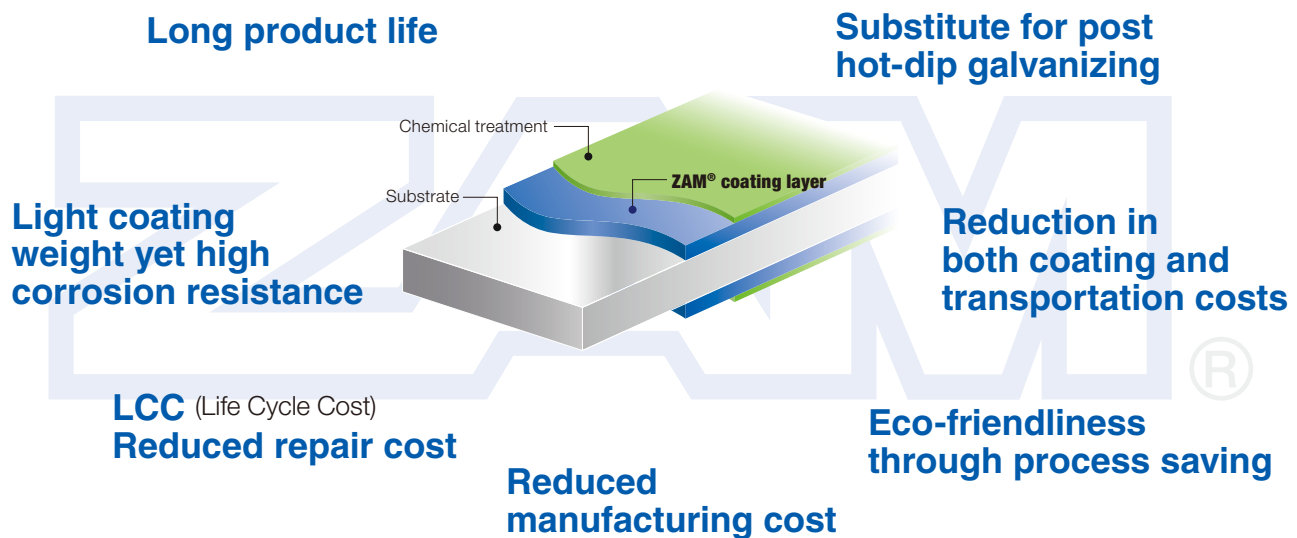 Long product life
Substitute for post
hot-dip galvanizing
Chemical treatment
ZAM® coating layer
Substrate
Light coating
weight yet high
corrosion resistance
Reduction in
both coating and
transportation costs
ZAM®
LCC (Life Cycle Cost)
Reduced repair cost
Eco-friendliness
through process saving
Reduced
manufacturing cost